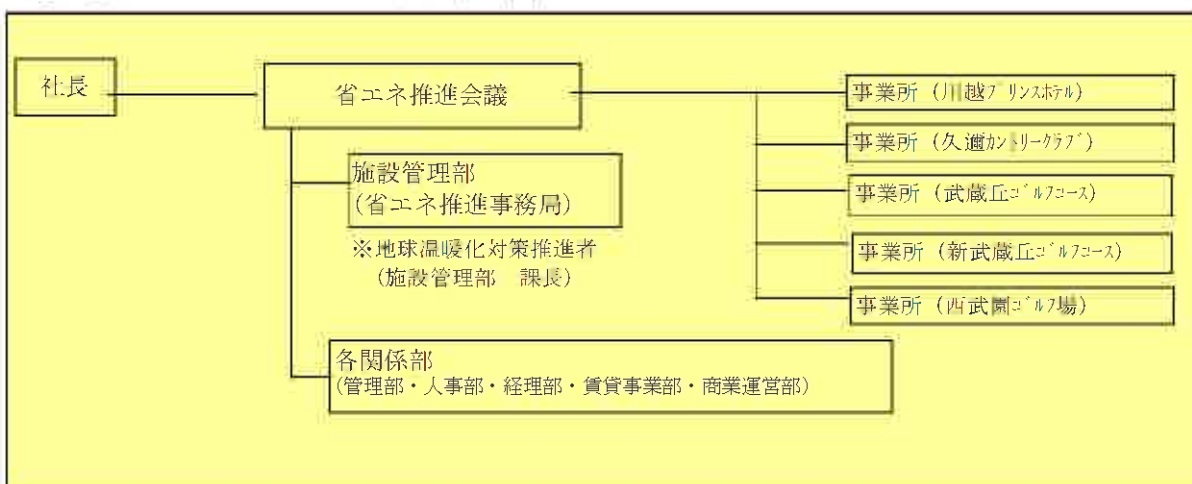 社長
省エネ推進会議
施設管理部
(省エネ推進事務局)
※地球温暖化対策推進者
(施設管理部　課長)
各関係部
(管理部・人事部・経理部・賃貸事業部・商業運営部)
事業所 (川越プリンスホテル)
事業所 (久邇カントリークラブ)
事業所 (武蔵丘ゴルフコース)
事業所 (新武蔵丘ゴルフコース)
事業所 (西武園ゴルフ場)